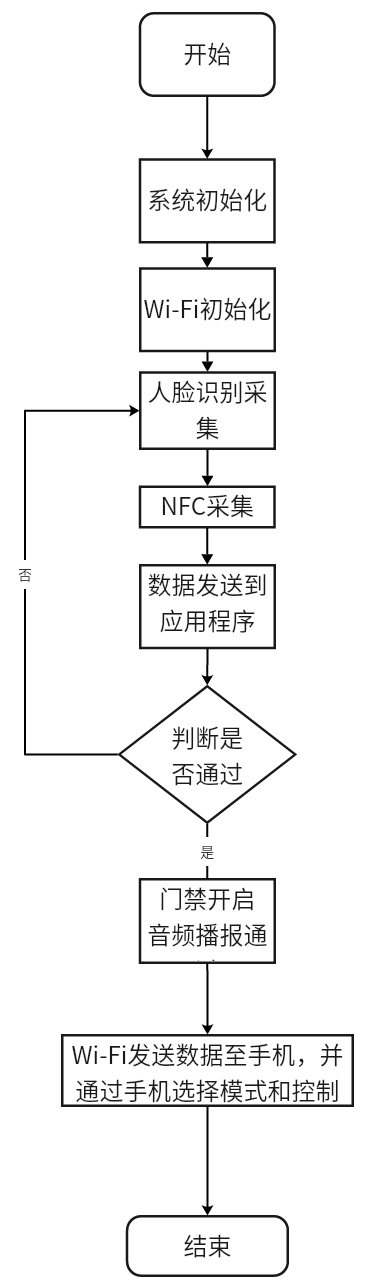 开始
系统初始化
Wi-Fi初始化
人脸识别采
集
NFC采集
否
数据发送到
应用程序
判断是
否通过
是
门禁开启
音频播报通
Wi-Fi发送数据至手机，并
通过手机选择模式和控制
结束